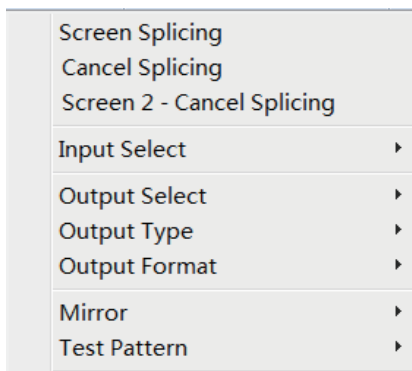 Screen Splicing
Cancel Splicing
Screen 2 - Cancel Splicing
Input Select
Output Select
Output Type
Output Format
Mirror
Test Pattern